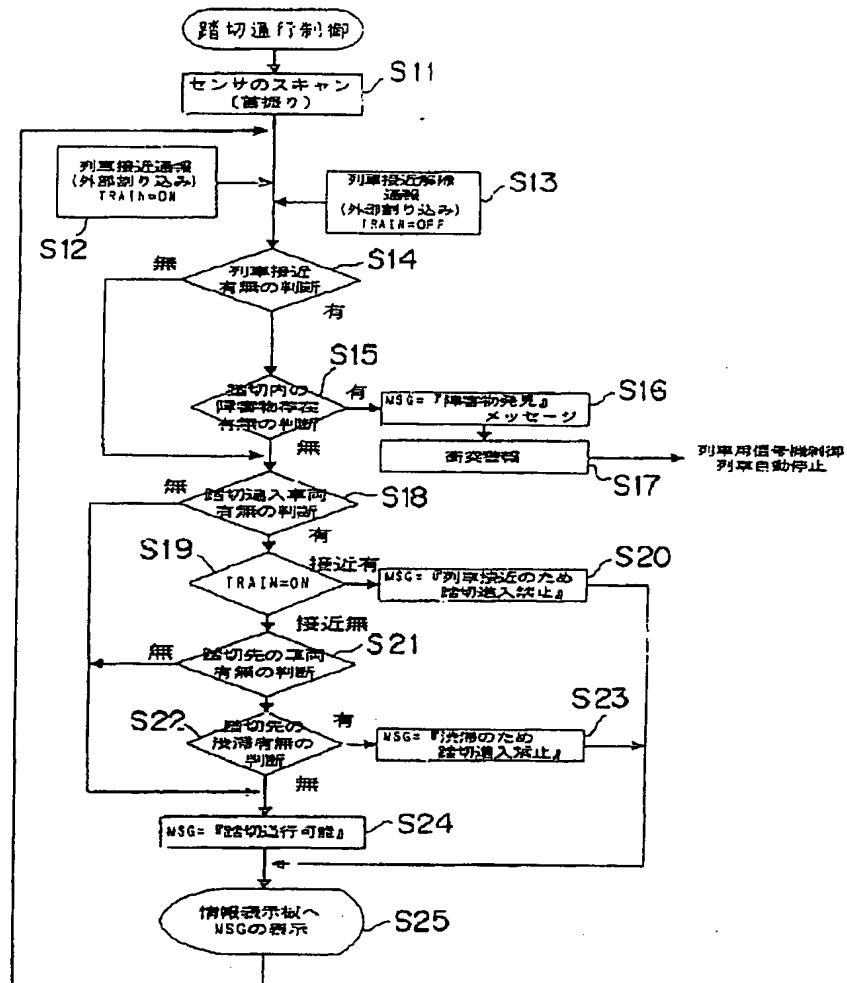 踏切通行制御
センサのスキャン
(首振り)
S11
列車接近通報
(外部割り込み)
TRAIN=ON
S12
列車接近解除
通報
(外部割り込み)
TRAIN=OFF
S13
列車接近
有無の判断
S14
無
有
踏切内の
障害物存在
有無の判断
S15
有
無
MSG=『障害物発見』
メッセージ
S16
衝突警報
S17
列車用信号機制御
列車自動停止
踏切進入車両
有無の判断
S18
無
有
S19
TRAIN=ON
接近有
接近無
MSG=『列車接近のため
踏切進入禁止』
S20
踏切先の車両
有無の判断
S21
無
S22
踏切先の
渋滞有無の
判断
有
無
MSG=『渋滞のため
踏切進入禁止』
S23
MSG=『踏切通行可能』
S24
情報表示板へ
MSGの表示
S25